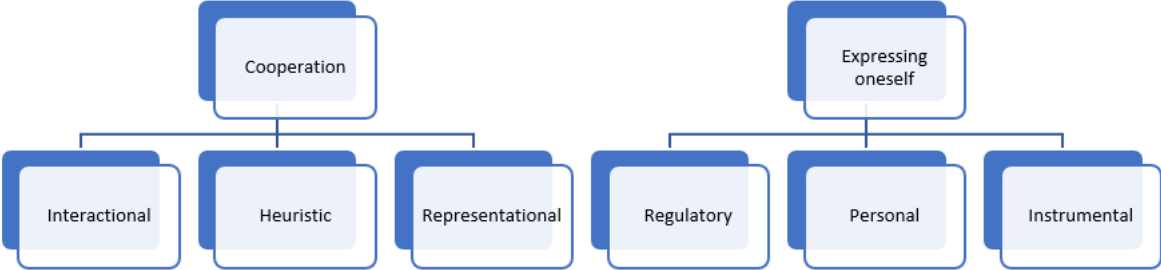 Cooperation
Expressing
oneself
Interactional
Heuristic
Representational
Regulatory
Personal
Instrumental